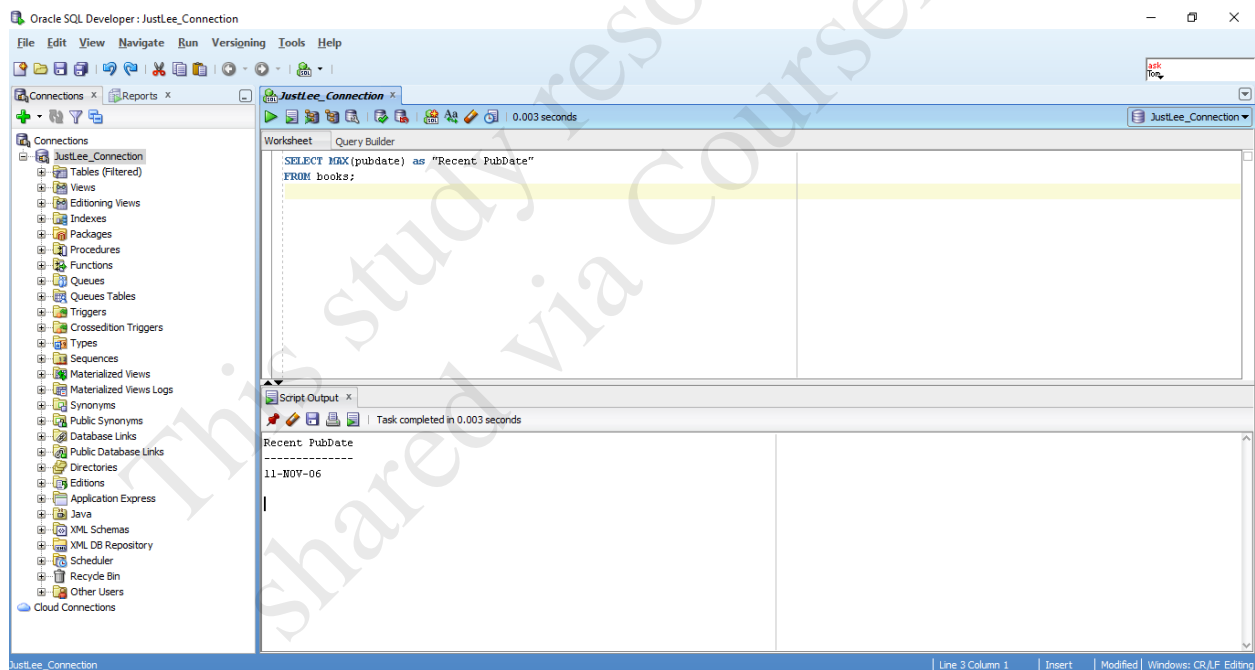 Oracle SQL Developer : JustLee_Connection
File Edit View Navigate Run Versioning Tools Help
ask
Tom
Connections x Reports x
JustLee_Connection x
0.003 seconds
JustLee_Connection
Connections
JustLee_Connection
Tables (Filtered)
Views
Editioning Views
Indexes
Packages
Procedures
Functions
Queues
Queues Tables
Triggers
Crossedition Triggers
Types
Sequences
Materialized Views
Materialized Views Logs
Synonyms
Public Synonyms
Database Links
Public Database Links
Directories
Editions
Application Express
Java
XML Schemas
XML DB Repository
Scheduler
Recycle Bin
Other Users
Cloud Connections
Worksheet Query Builder
SELECT MAX(pubdate) as "Recent PubDate"
FROM books;
Script Output x
Task completed in 0.003 seconds
Recent PubDate
--------------
11-NOV-06
JustLee_Connection
Line 3 Column 1 Insert Modified Windows: CR/LF Editing
This study reso
shared via Course